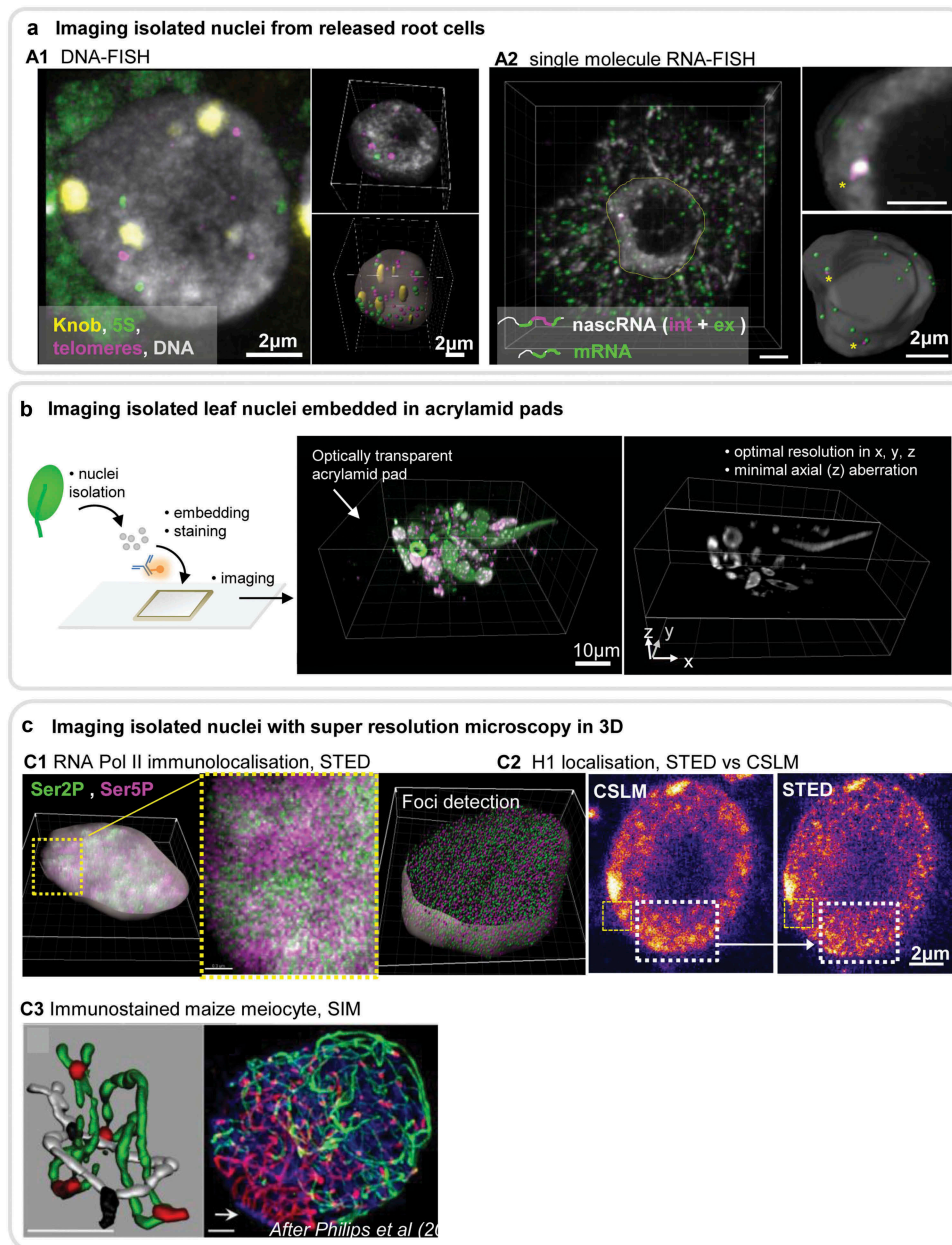 a Imaging isolated nuclei from released root cells
A1 DNA-FISH
Knob, 5S,
telomeres, DNA
2μm
2μm
A2 single molecule RNA-FISH
nascRNA (int + ex )
mRNA
*
*
*
2μm
b Imaging isolated leaf nuclei embedded in acrylamid pads
• nuclei
isolation
• embedding
• staining
• imaging
Optically transparent
acrylamid pad
10μm
• optimal resolution in x, y, z
• minimal axial (z) aberration
z
y
x
c Imaging isolated nuclei with super resolution microscopy in 3D
C1 RNA Pol II immunolocalisation, STED
Ser2P , Ser5P
Foci detection
C2 H1 localisation, STED vs CSLM
CSLM
STED
2μm
C3 Immunostained maize meiocyte, SIM
After Philips et al (20